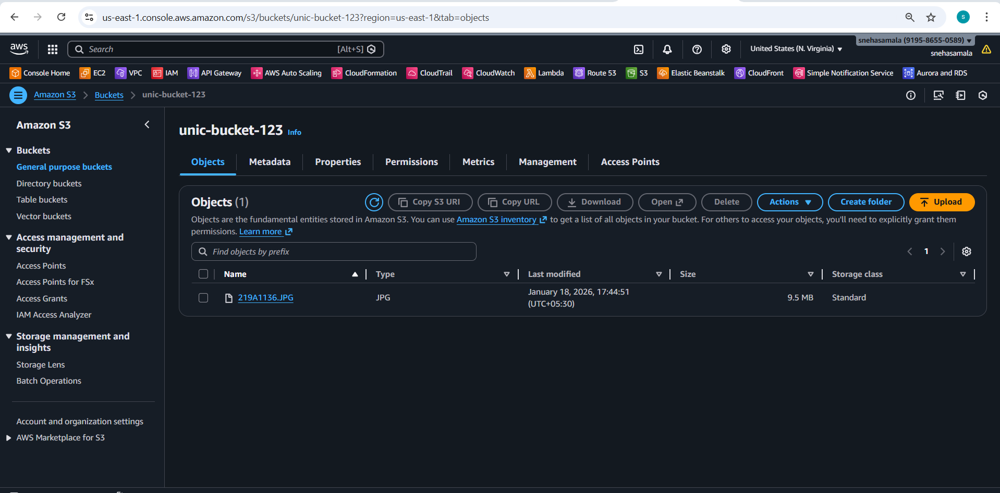 us-east-1.console.aws.amazon.com/s3/buckets/unic-bucket-123?region=us-east-1&tab=objects
S
aws
Search [Alt+S]
United States (N. Virginia)
snehasamala (9195-8655-0589)
snehasamala
Console Home EC2 VPC IAM API Gateway AWS Auto Scaling CloudFormation CloudTrail CloudWatch Lambda Route 53 S3 Elastic Beanstalk CloudFront Simple Notification Service Aurora and RDS
Amazon S3 > Buckets > unic-bucket-123
Amazon S3
Buckets
General purpose buckets
Directory buckets
Table buckets
Vector buckets
Access management and
security
Access Points
Access Points for FSx
Access Grants
IAM Access Analyzer
Storage management and
insights
Storage Lens
Batch Operations
Account and organization settings
AWS Marketplace for S3
unic-bucket-123 Info
Objects Metadata Properties Permissions Metrics Management Access Points
Objects (1)
Copy S3 URI Copy URL Download Open Delete Actions Create folder Upload
Objects are the fundamental entities stored in Amazon S3. You can use Amazon S3 inventory to get a list of all objects in your bucket. For others to access your objects, you'll need to explicitly grant them
permissions. Learn more
Find objects by prefix
1
Name Type Last modified Size Storage class
219A1136.JPG JPG January 18, 2026, 17:44:51 9.5 MB Standard
(UTC+05:30)